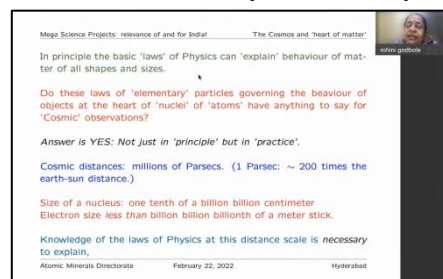 Mega Science Projects: relevance of and for India!
The Cosmos and 'heart of matter'
rohini godbole
In principle the basic 'laws' of Physics can 'explain' behaviour of mat-
ter of all shapes and sizes.
Do these laws of 'elementary' particles governing the beaviour of
objects at the heart of 'nuclei' of 'atoms' have anything to say for
'Cosmic' observations?
Answer is YES: Not just in 'principle' but in 'practice'.
Cosmic distances: millions of Parsecs. (1 Parsec: ∼ 200 times the
earth-sun distance.)
Size of a nucleus: one tenth of a billion billion centimeter
Electron size less than billion billion billionth of a meter stick.
Knowledge of the laws of Physics at this distance scale is necessary
to explain,
Atomic Minerals Directorate
February 22, 2022
Hyderabad